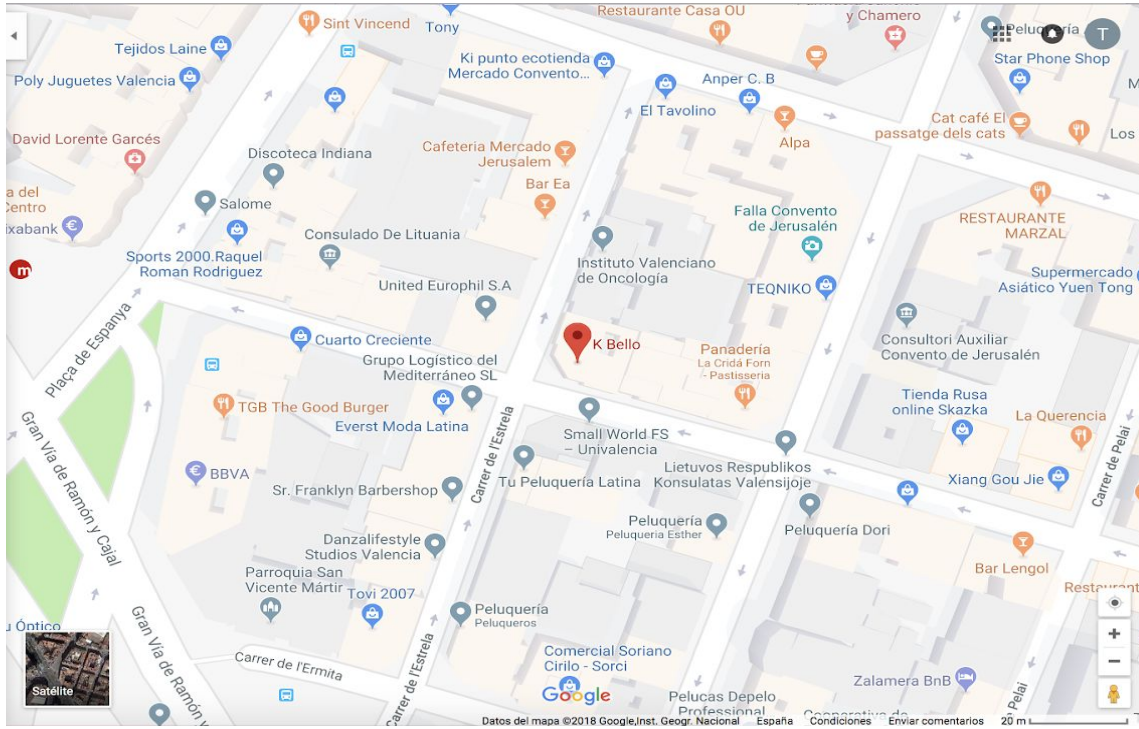 Restaurante Casa OU
y Chamero
Sint Vincend
Tony
Tejidos Laine
Poly Juguetes Valencia
Ki punto ecotienda
Mercado Convento...
Anper C. B
El Tavolino
Star Phone Shop
T
David Lorente Garcés
Discoteca Indiana
Cafeteria Mercado
Jerusalem
Alpa
Cat café El
passatge dels cats
Los
a del
Centro
ixabank
€
Salome
Bar Ea
Falla Convento
de Jerusalén
RESTAURANTE
MARZAL
Sports 2000.Raquel
Roman Rodriguez
Consulado De Lituania
Instituto Valenciano
de Oncología
m
United Europhil S.A
TEQNIKO
Supermercado
Asiático Yuen Tong
Plaça de Espanya
Cuarto Creciente
K Bello
Panadería
La Cridá Forn
- Pastisseria
Consultori Auxiliar
Convento de Jerusalén
Grupo Logístico del
Mediterráneo SL
TGB The Good Burger
Everst Moda Latina
Tienda Rusa
online Skazka
La Querencia
Gran Vía de Ramón y Cajal
Carrer de l'Estrela
Small World FS
– Univalencia
Carrer de Pelai
€
BBVA
Sr. Franklyn Barbershop
Tu Peluquería Latina
Lietuvos Respublikos
Konsulatas Valensijoje
Xiang Gou Jie
Danzalifestyle
Studios Valencia
Peluquería
Peluqueria Esther
Peluquería Dori
Parroquia San
Vicente Mártir
Tovi 2007
Bar Lengol
Restaurant
u Óptico
Peluquería
Peluqueros
Gran Vía de Ramón y
Carrer de l'Ermita
Carrer de l'Estrela
Comercial Soriano
Cirilo - Sorci
Satélite
Google
Pelucas Depelo
Professional
Zalamera BnB
Pelai
+
−
Datos del mapa ©2018 Google,Inst. Geogr. Nacional España Condiciones Enviar comentarios 20 m